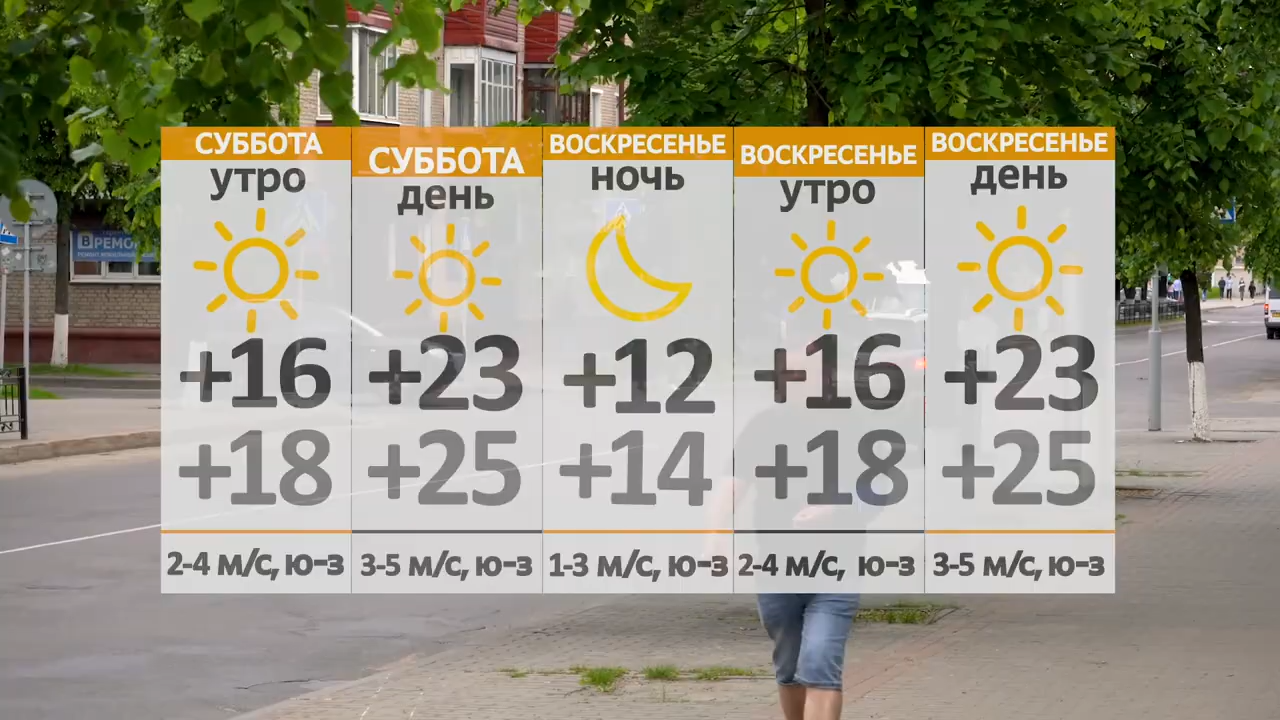 СУББОТА
утро
+16
+18
2-4 м/с, ю-з
СУББОТА
день
+23
+25
3-5 м/с, ю-з
ВОСКРЕСЕНЬЕ
ночь
+12
+14
1-3 м/с, ю-з
ВОСКРЕСЕНЬЕ
утро
+16
+18
2-4 м/с, ю-з
ВОСКРЕСЕНЬЕ
день
+23
+25
3-5 м/с, ю-з